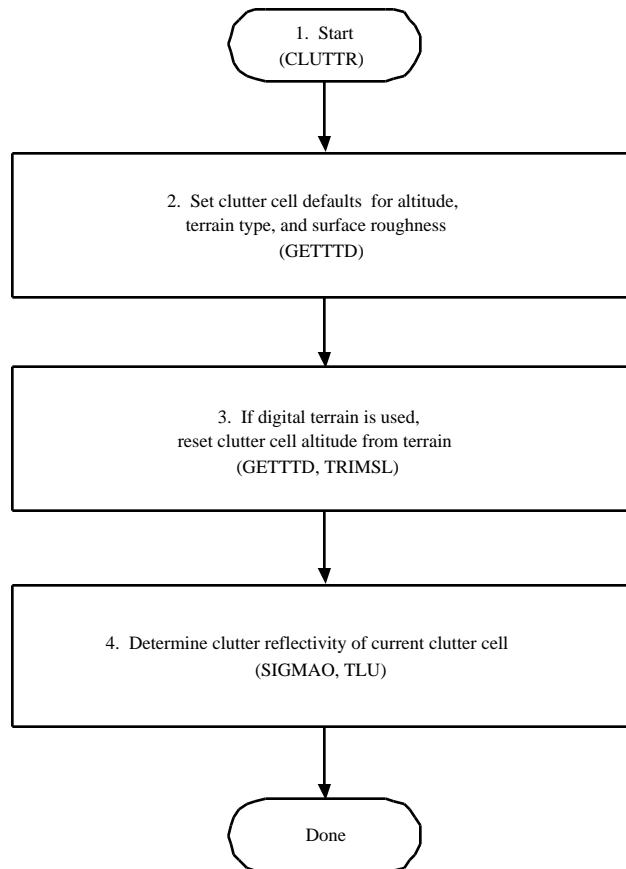 1. Start
(CLUTTR)
2. Set clutter cell defaults for altitude,
terrain type, and surface roughness
(GETTTD)
3. If digital terrain is used,
reset clutter cell altitude from terrain
(GETTTD, TRIMSL)
4. Determine clutter reflectivity of current clutter cell
(SIGMAO, TLU)
Done